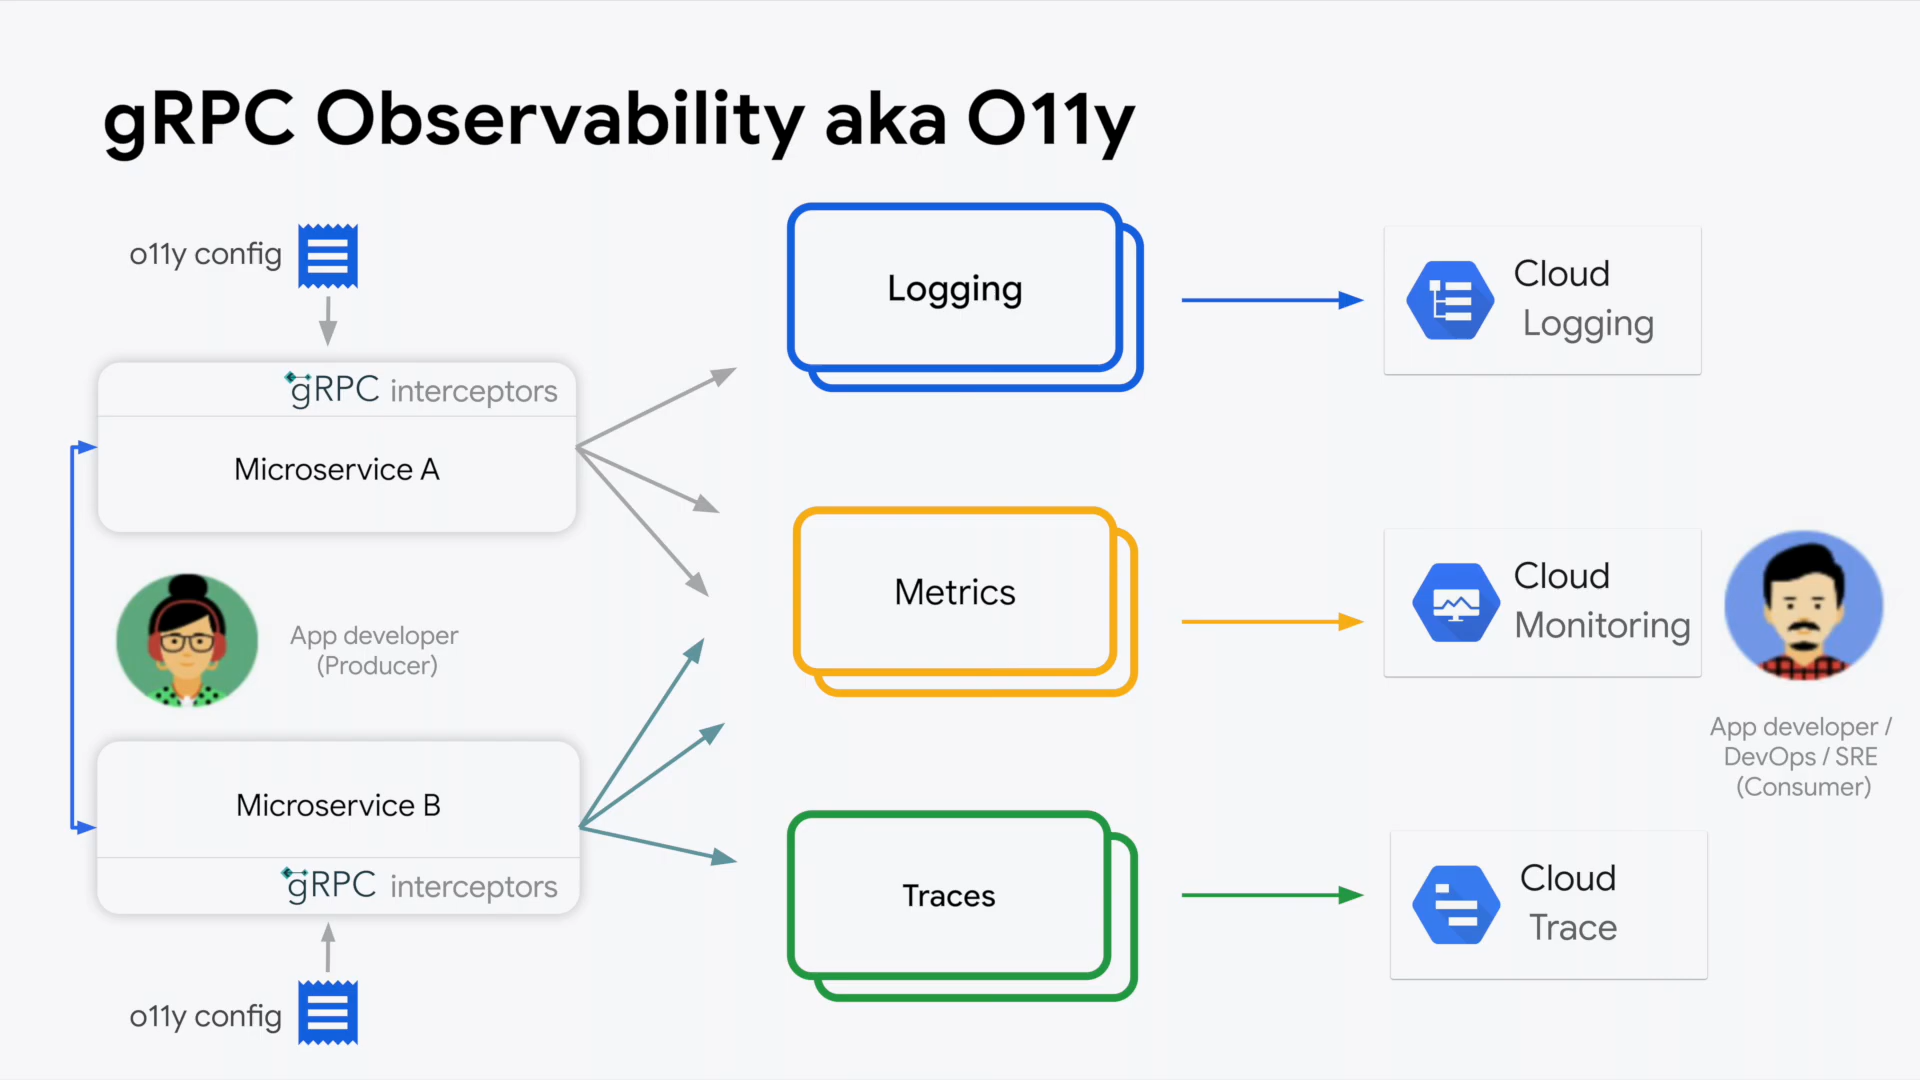 gRPC Observability aka O11y
o11y config
gRPC interceptors
Microservice A
App developer
(Producer)
Microservice B
gRPC interceptors
o11y config
Logging
Metrics
Traces
Cloud
Logging
Cloud
Monitoring
App developer /
DevOps / SRE
(Consumer)
Cloud
Trace